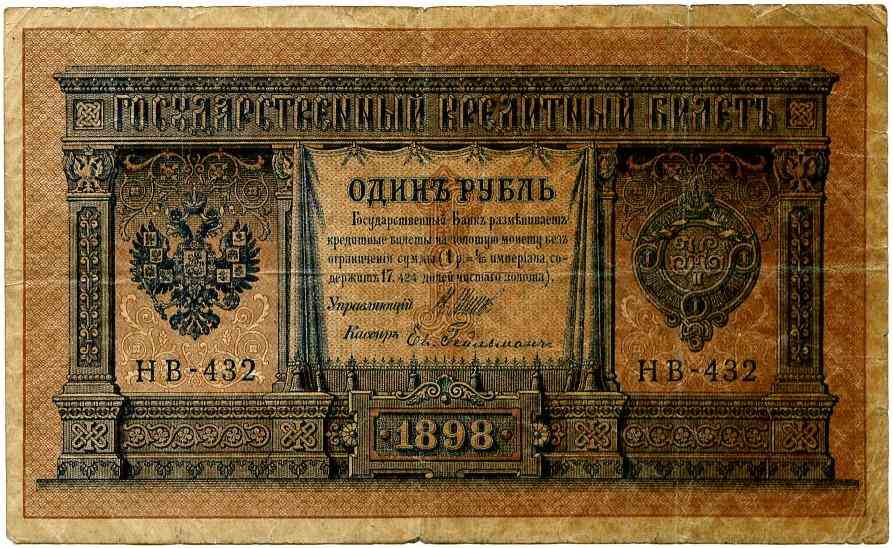 ГОСУДАРСТВЕННЫЙ КРЕДИТНЫЙ БИЛЕТЪ
ОДИНЪ РУБЛЬ
Государственный Банкъ размѣниваетъ
кредитные билеты на золотую монету безъ
ограниченія суммы (1 р.= 1/15 имперіала, со-
держитъ 17,424 долей чистаго золота).
Управляющій
Кассиръ
НВ-432
НВ-432
1898